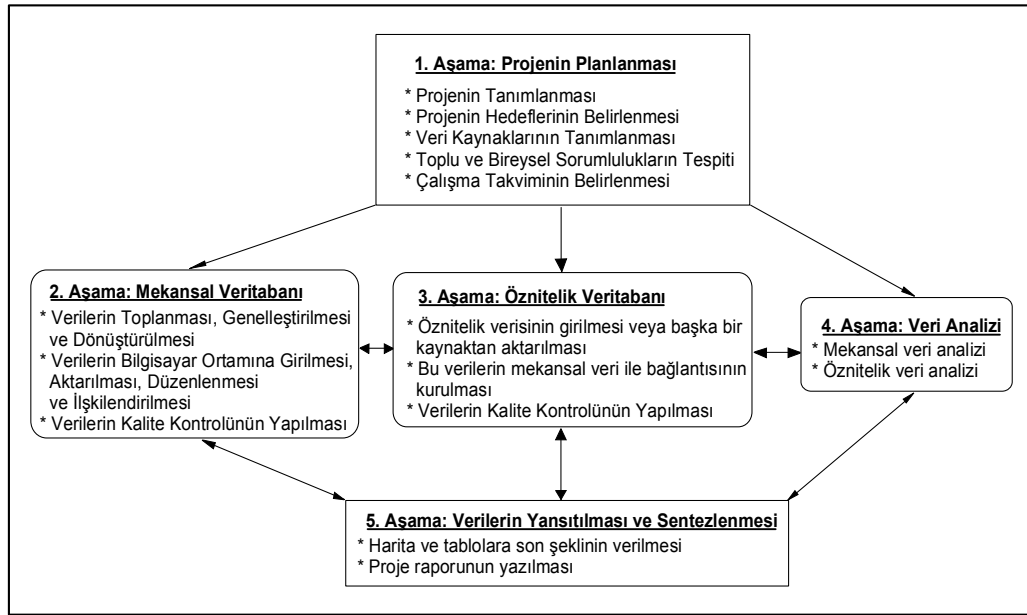 1. Aşama: Projenin Planlanması
* Projenin Tanımlanması
* Projenin Hedeflerinin Belirlenmesi
* Veri Kaynaklarının Tanımlanması
* Toplu ve Bireysel Sorumlulukların Tespiti
* Çalışma Takviminin Belirlenmesi
2. Aşama: Mekansal Veritabanı
* Verilerin Toplanması, Genelleştirilmesi
ve Dönüştürülmesi
* Verilerin Bilgisayar Ortamına Girilmesi,
Aktarılması, Düzenlenmesi
ve İlşkilendirilmesi
* Verilerin Kalite Kontrolünün Yapılması
3. Aşama: Öznitelik Veritabanı
* Öznitelik verisinin girilmesi veya başka bir
kaynaktan aktarılması
* Bu verilerin mekansal veri ile bağlantısının
kurulması
* Verilerin Kalite Kontrolünün Yapılması
4. Aşama: Veri Analizi
* Mekansal veri analizi
* Öznitelik veri analizi
5. Aşama: Verilerin Yansıtılması ve Sentezlenmesi
* Harita ve tablolara son şeklinin verilmesi
* Proje raporunun yazılması